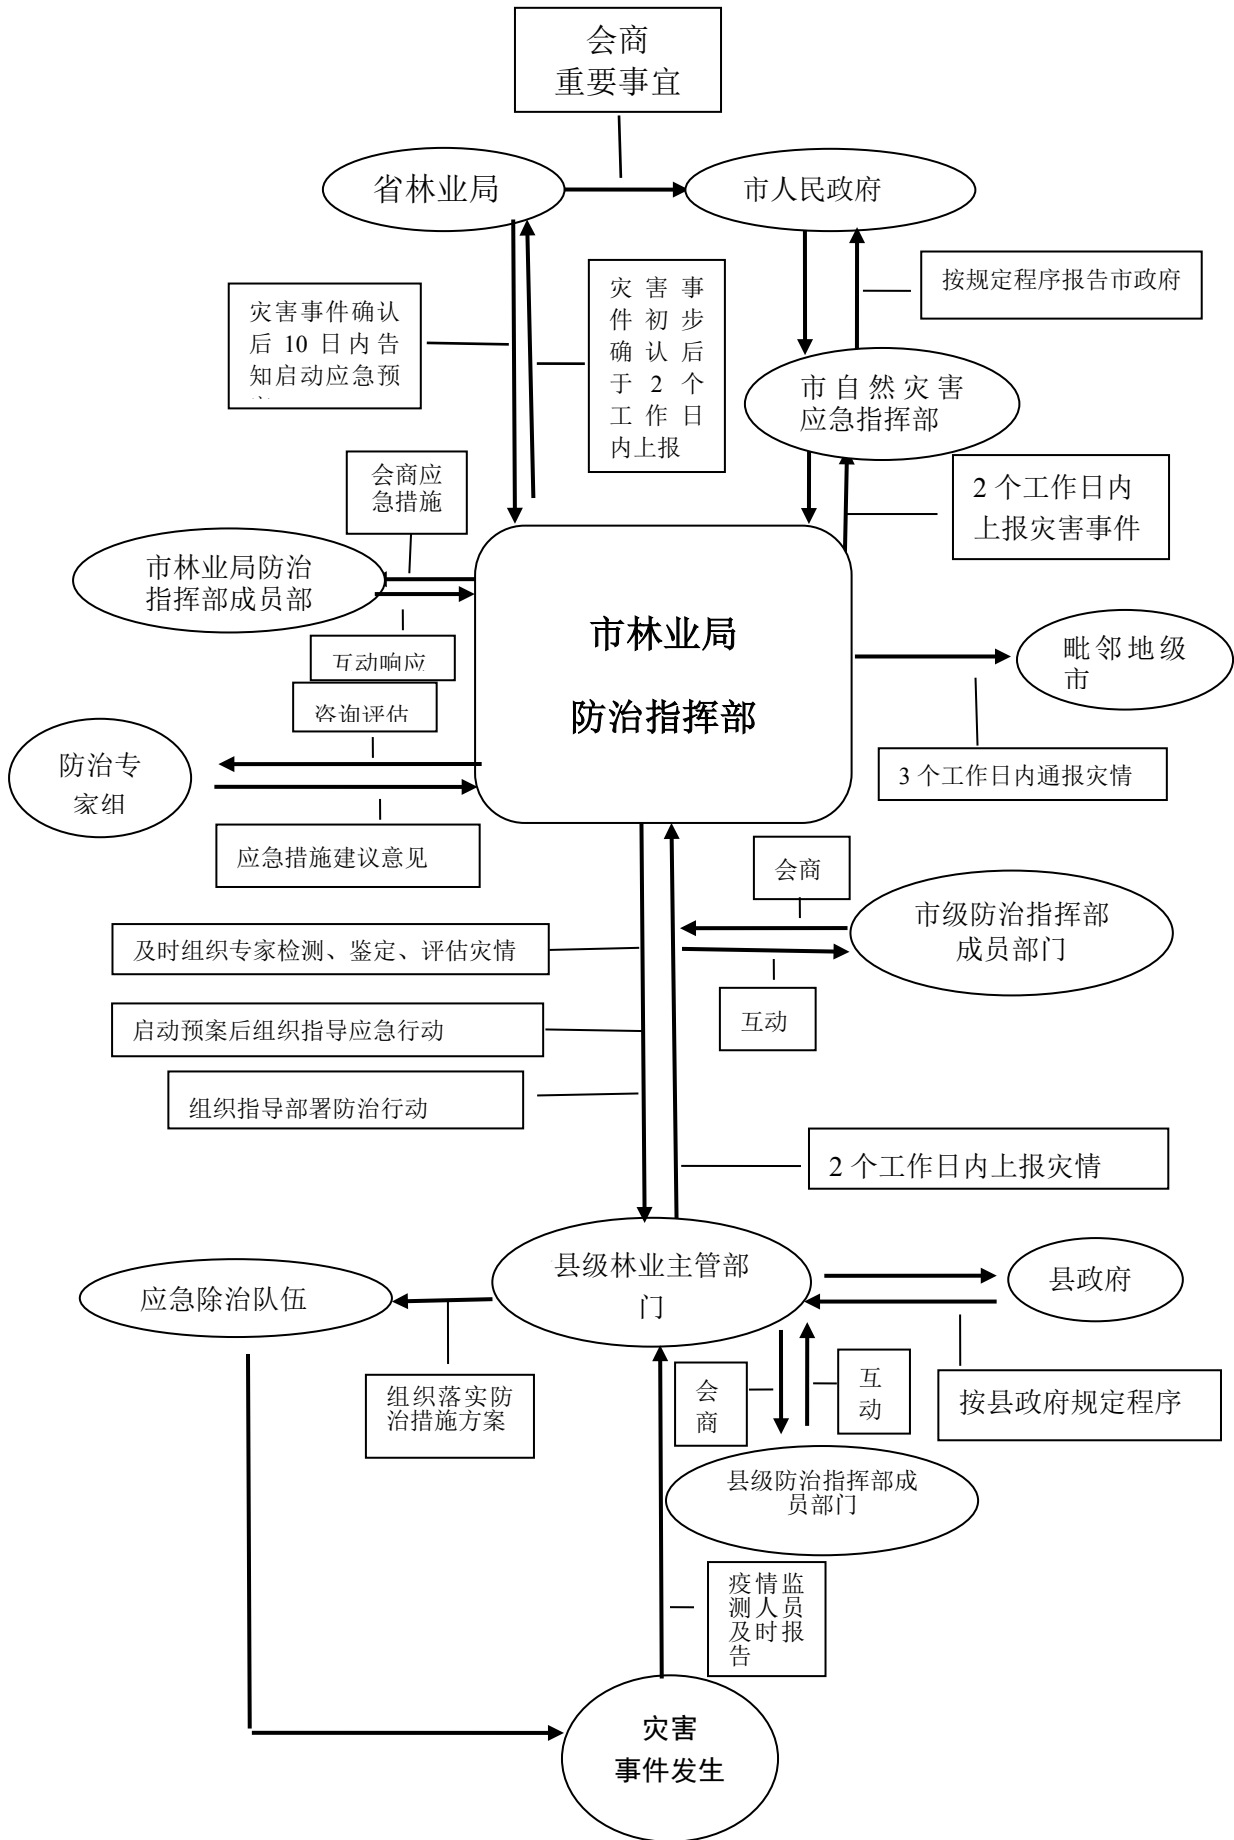 会商
重要事宜
省林业局
市人民政府
按规定程序报告市政府
灾害事件确认
后 10 日内告
知启动应急预
灾害事
件初步
确认后
于 2 个
工作日
内上报
市自然灾害
应急指挥部
会商应
急措施
2 个工作日内
上报灾害事件
市林业局防治
指挥部成员部
互动响应
市林业局
防治指挥部
毗邻地级
市
咨询评估
防治专
家组
3 个工作日内通报灾情
应急措施建议意见
会商
市级防治指挥部
成员部门
及时组织专家检测、鉴定、评估灾情
互动
启动预案后组织指导应急行动
组织指导部署防治行动
2 个工作日内上报灾情
县级林业主管部
门
县政府
应急除治队伍
组织落实防
治措施方案
会
商
互
动
按县政府规定程序
县级防治指挥部成
员部门
疫情监
测人员
及时报
告
灾害
事件发生